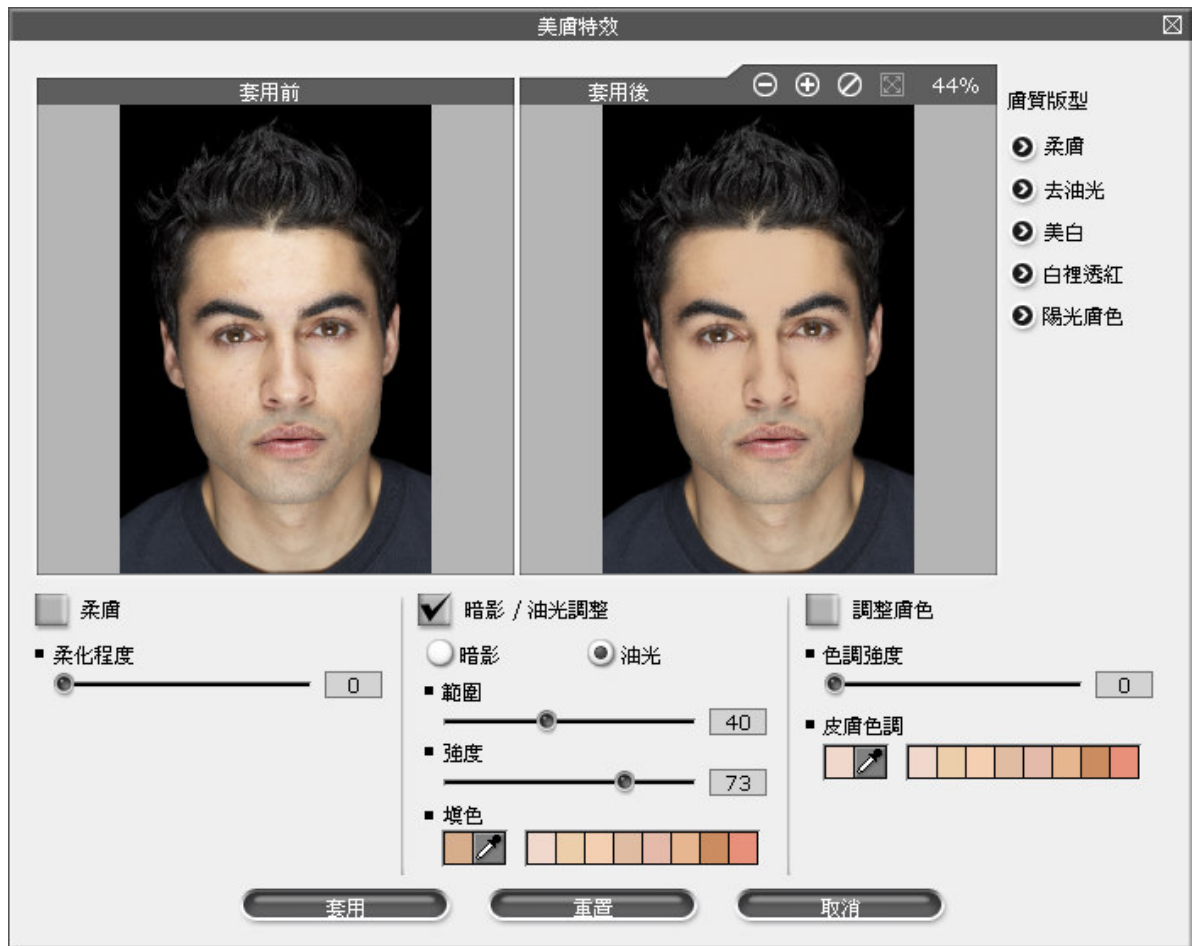 美膚特效
套用前
套用後
44%
膚質版型
柔膚
去油光
美白
白裡透紅
陽光膚色
柔膚
柔化程度
0
暗影 / 油光調整
暗影
油光
範圍
40
強度
73
填色
調整膚色
色調強度
0
皮膚色調
套用
重置
取消